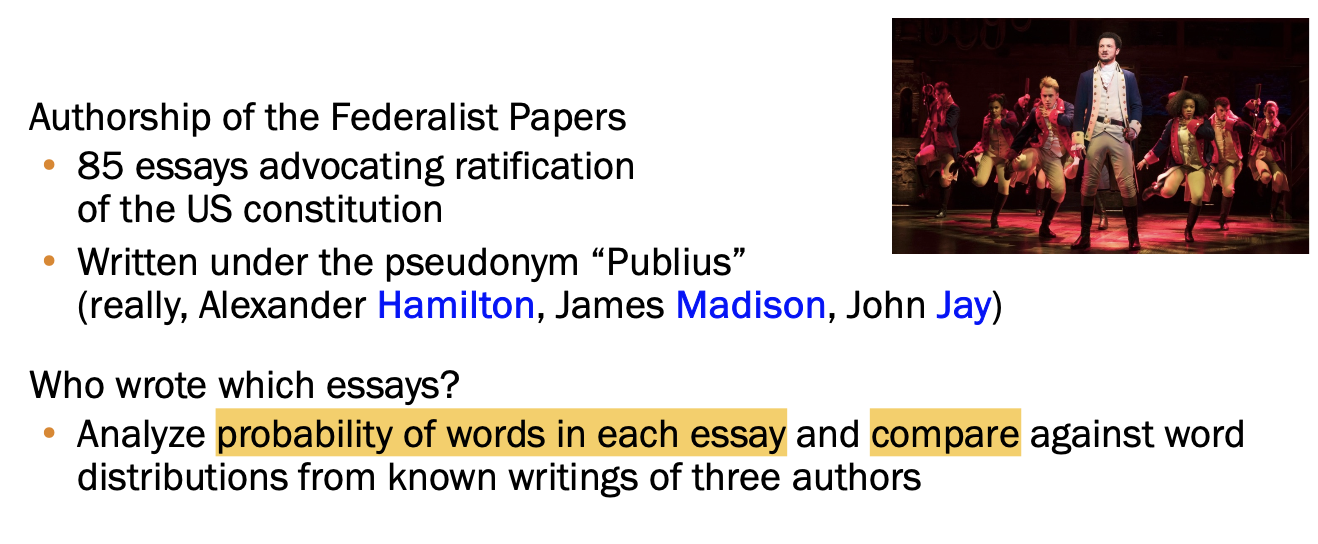 Authorship of the Federalist Papers
• 85 essays advocating ratification
of the US constitution
• Written under the pseudonym “Publius”
(really, Alexander Hamilton, James Madison, John Jay)
Who wrote which essays?
• Analyze probability of words in each essay and compare against word
distributions from known writings of three authors